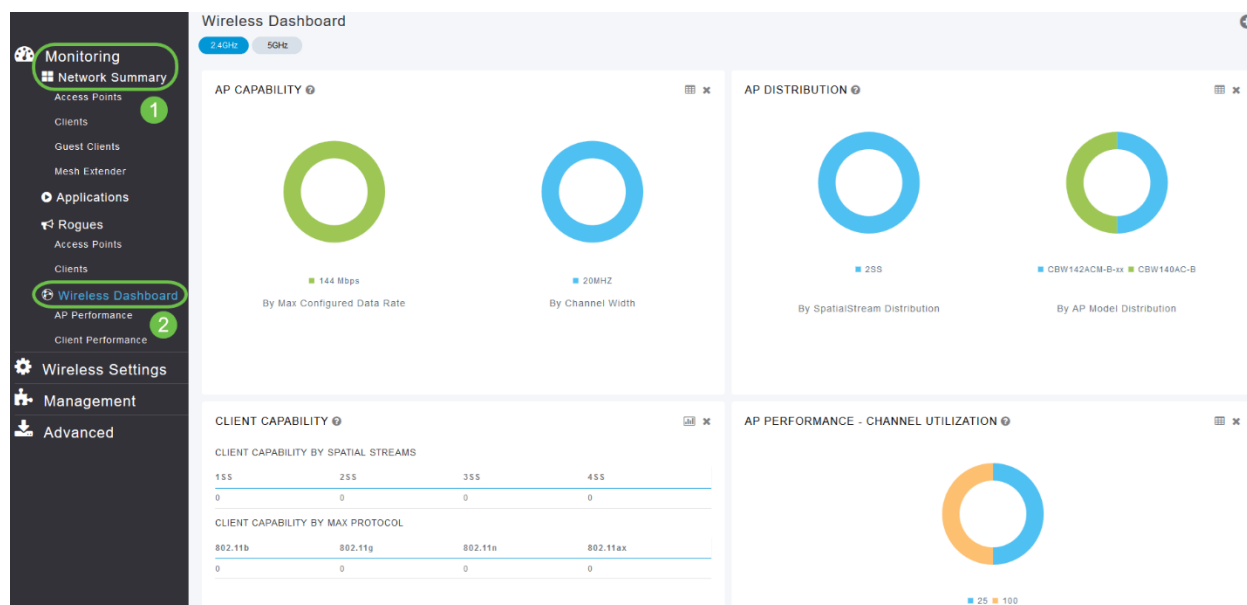 Monitoring
Network Summary
Access Points
1
Clients
Guest Clients
Mesh Extender
Applications
Rogues
Access Points
Clients
Wireless Dashboard
AP Performance
2
Client Performance
Wireless Settings
Management
Advanced
Wireless Dashboard
2.4GHz 5GHz
AP CAPABILITY
144 Mbps
By Max Configured Data Rate
20MHZ
By Channel Width
AP DISTRIBUTION
2SS
By SpatialStream Distribution
CBW142ACM-B-xx CBW140AC-B
By AP Model Distribution
CLIENT CAPABILITY
CLIENT CAPABILITY BY SPATIAL STREAMS
1SS 2SS 3SS 4SS
0 0 0 0
CLIENT CAPABILITY BY MAX PROTOCOL
802.11b 802.11g 802.11n 802.11ax
0 0 0 0
AP PERFORMANCE - CHANNEL UTILIZATION
25 100